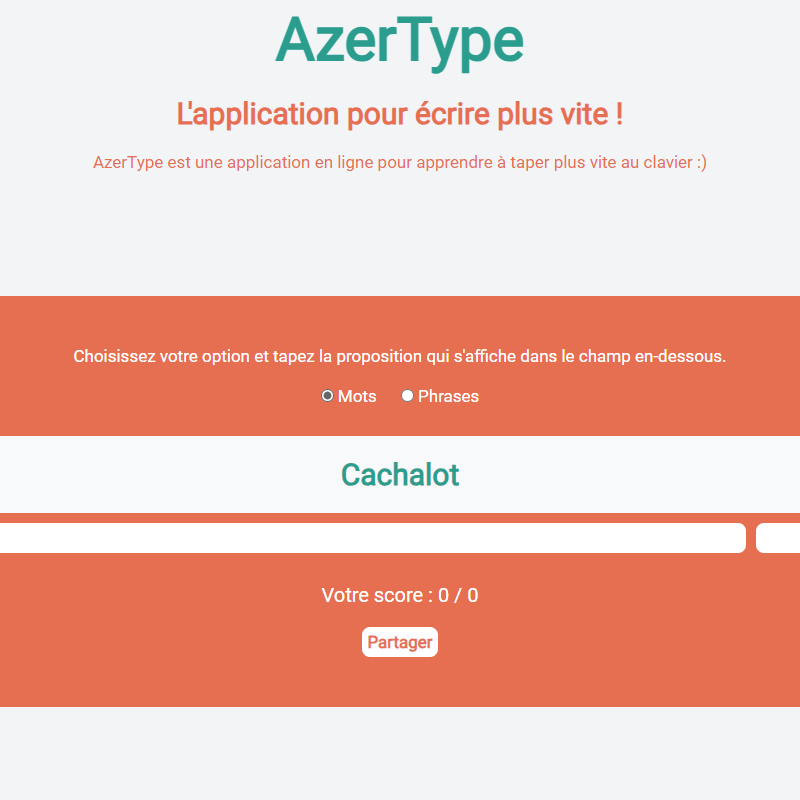 AzerType
L'application pour écrire plus vite !
AzerType est une application en ligne pour apprendre à taper plus vite au clavier :)
Choisissez votre option et tapez la proposition qui s'affiche dans le champ en-dessous.
Mots Phrases
Cachalot
Votre score : 0 / 0
Partager